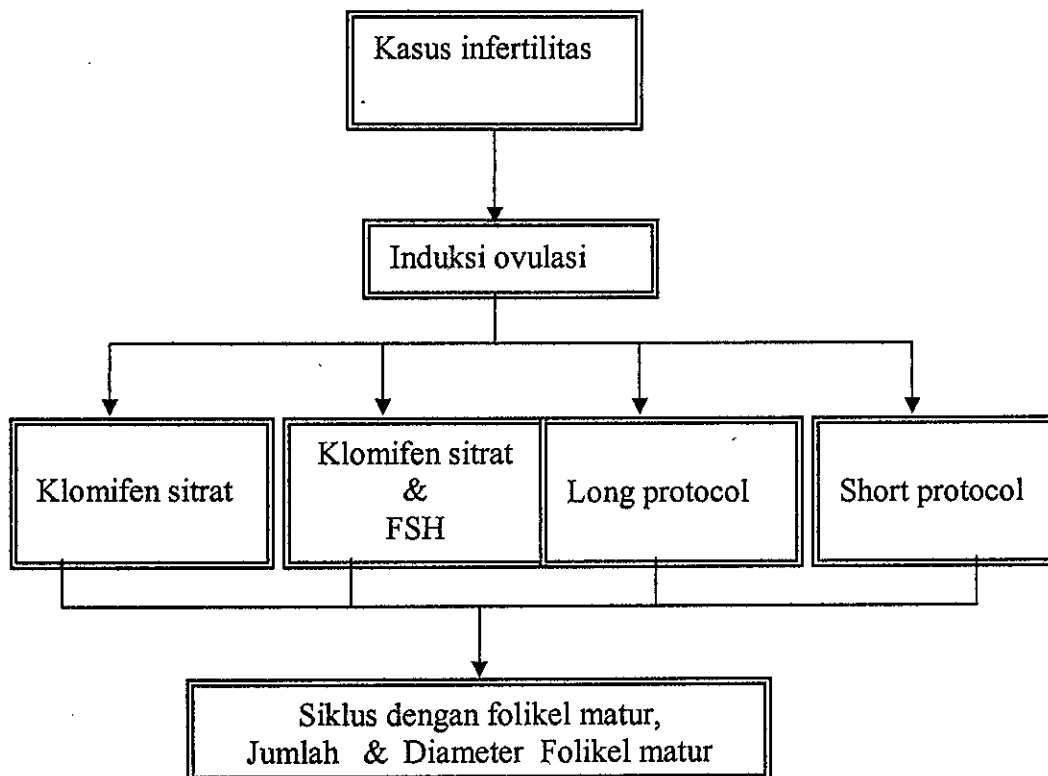 Kasus infertilitas
Induksi ovulasi
Klomifen sitrat
Klomifen sitrat
&
FSH
Long protocol
Short protocol
Siklus dengan folikel matur,
Jumlah & Diameter Folikel matur